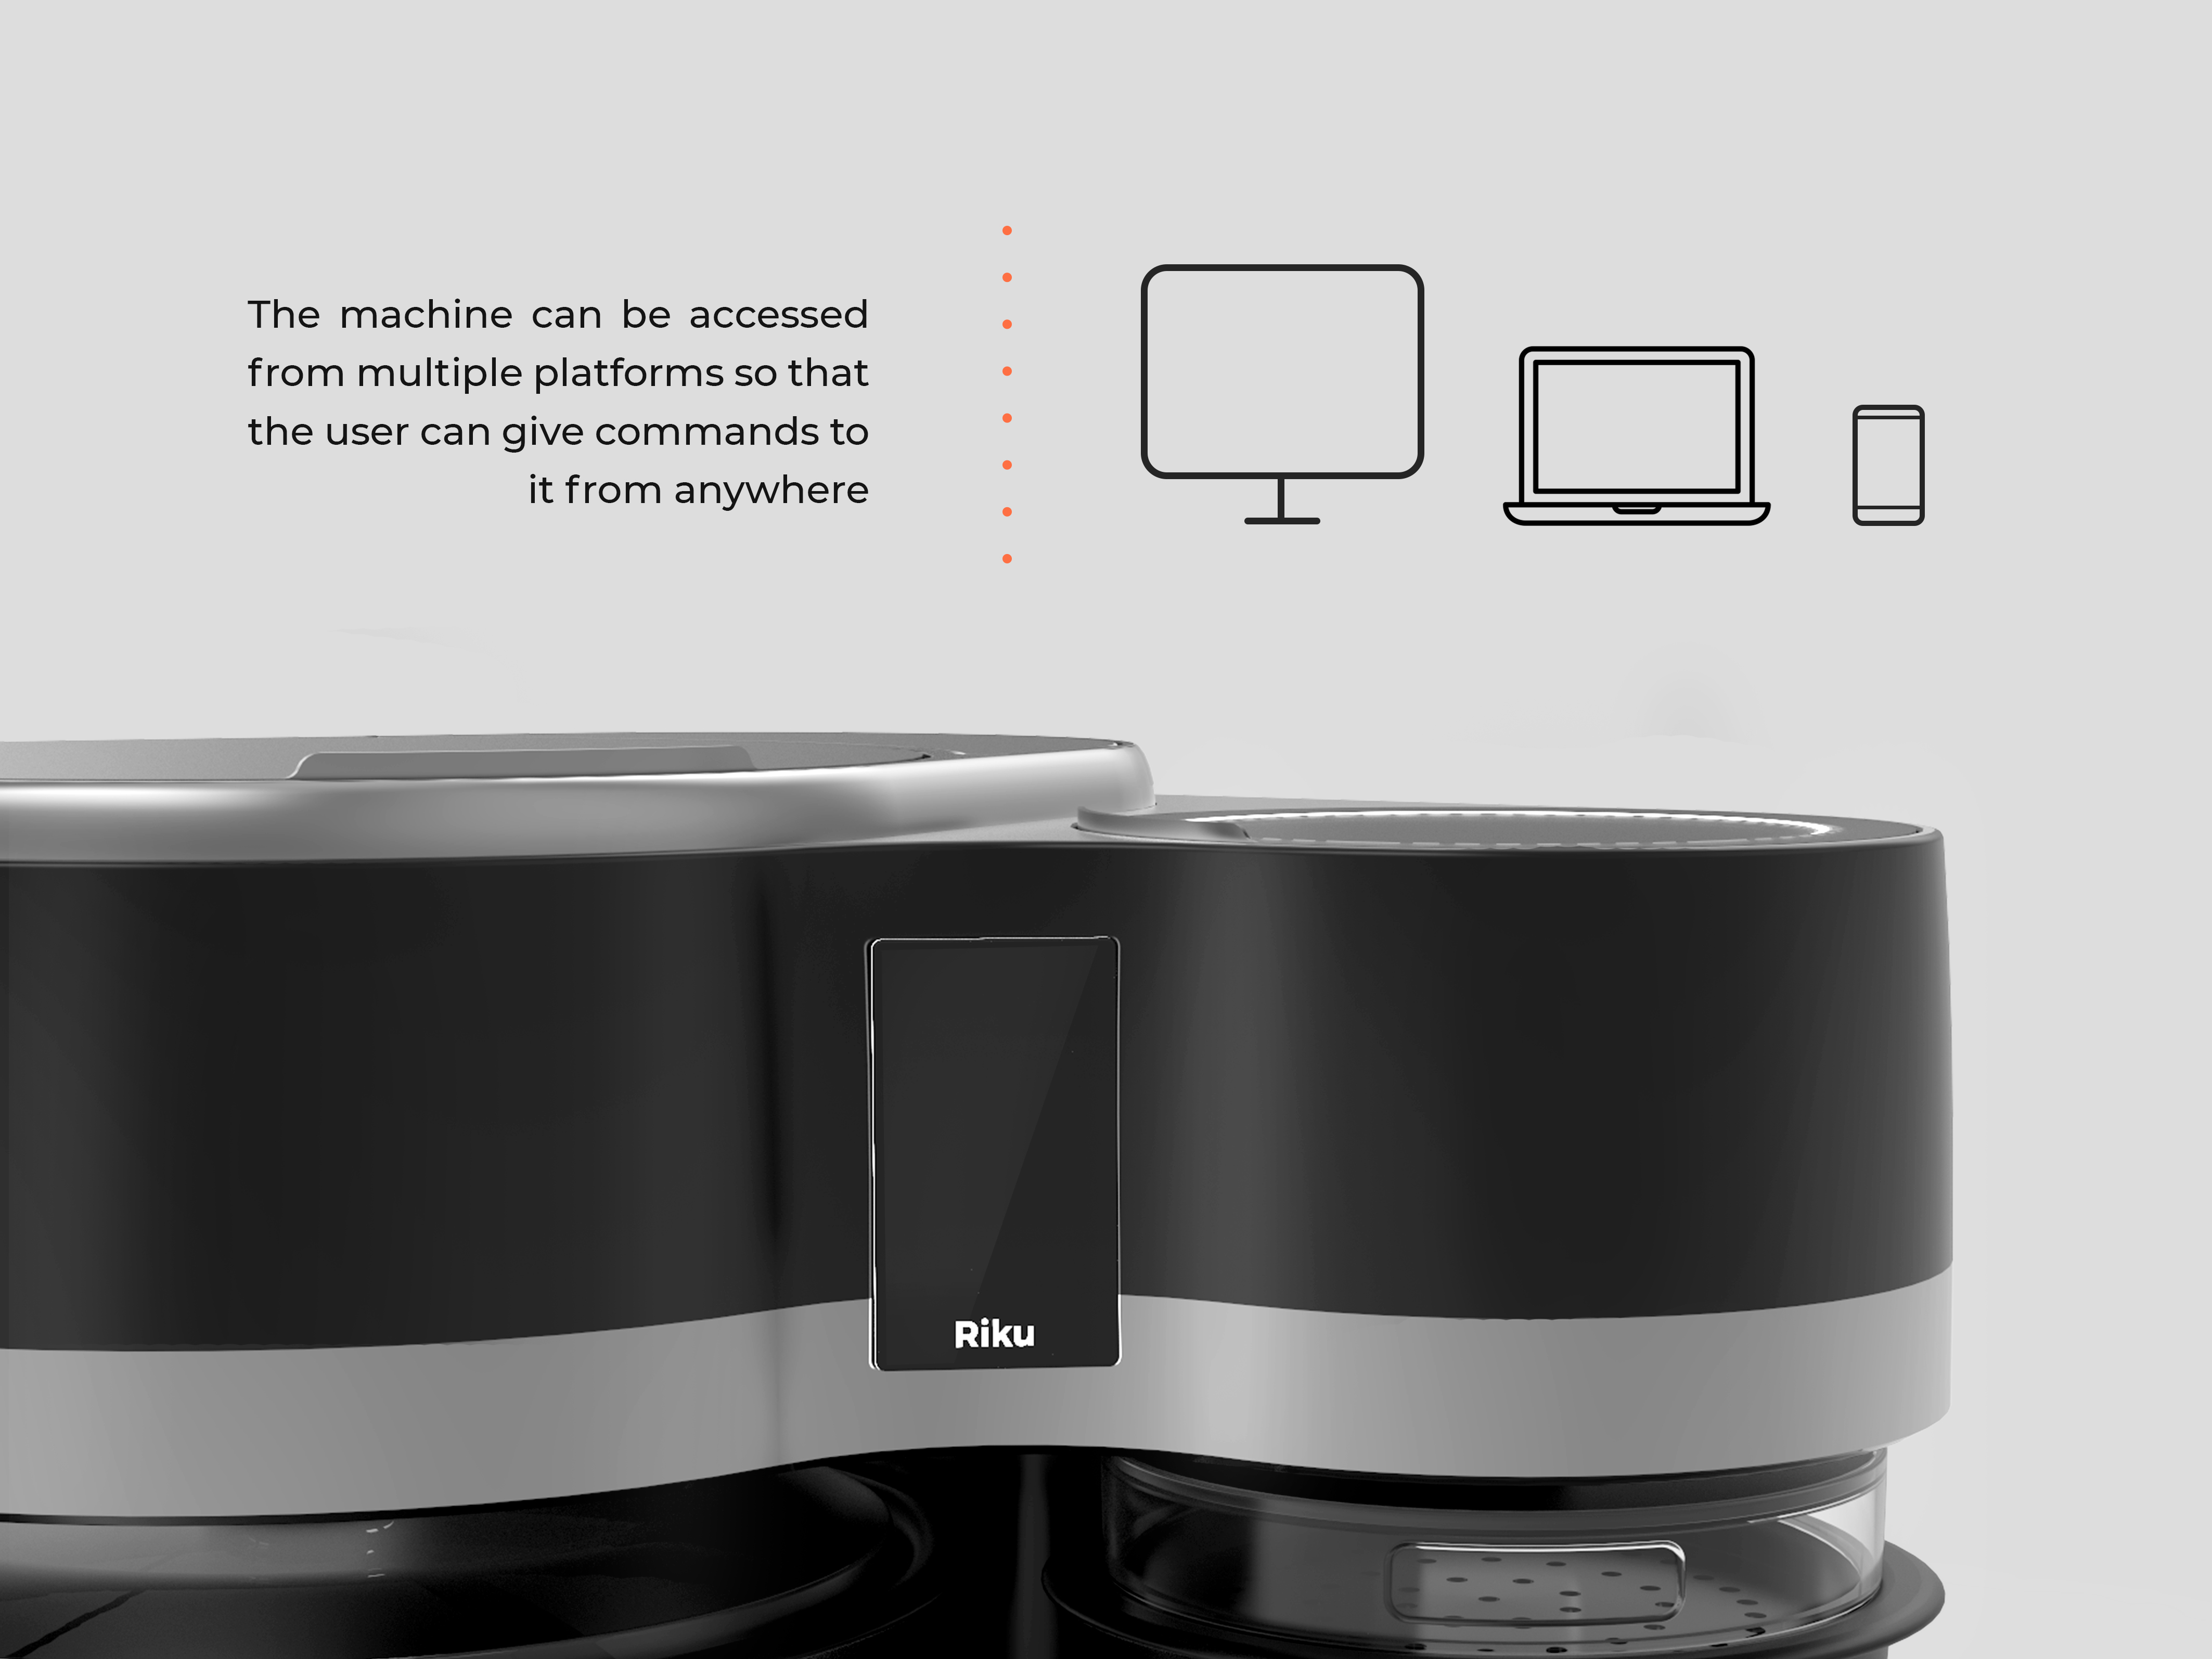 The machine can be accessed
from multiple platforms so that
the user can give commands to
it from anywhere
Riku